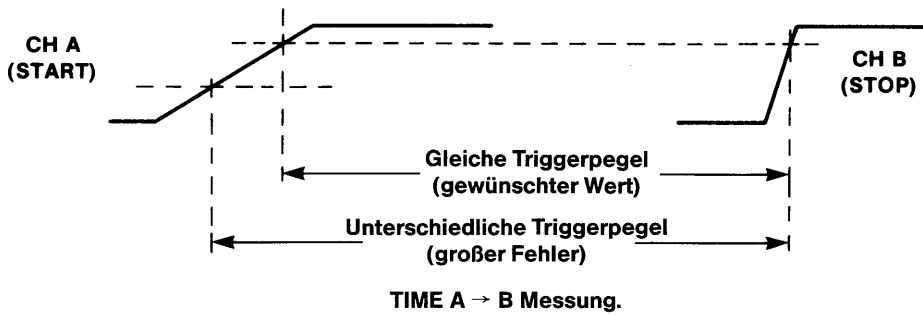 CH A
(START)
CH B
(STOP)
Gleiche Triggerpegel
(gewünschter Wert)
Unterschiedliche Triggerpegel
(großer Fehler)
TIME A → B Messung.